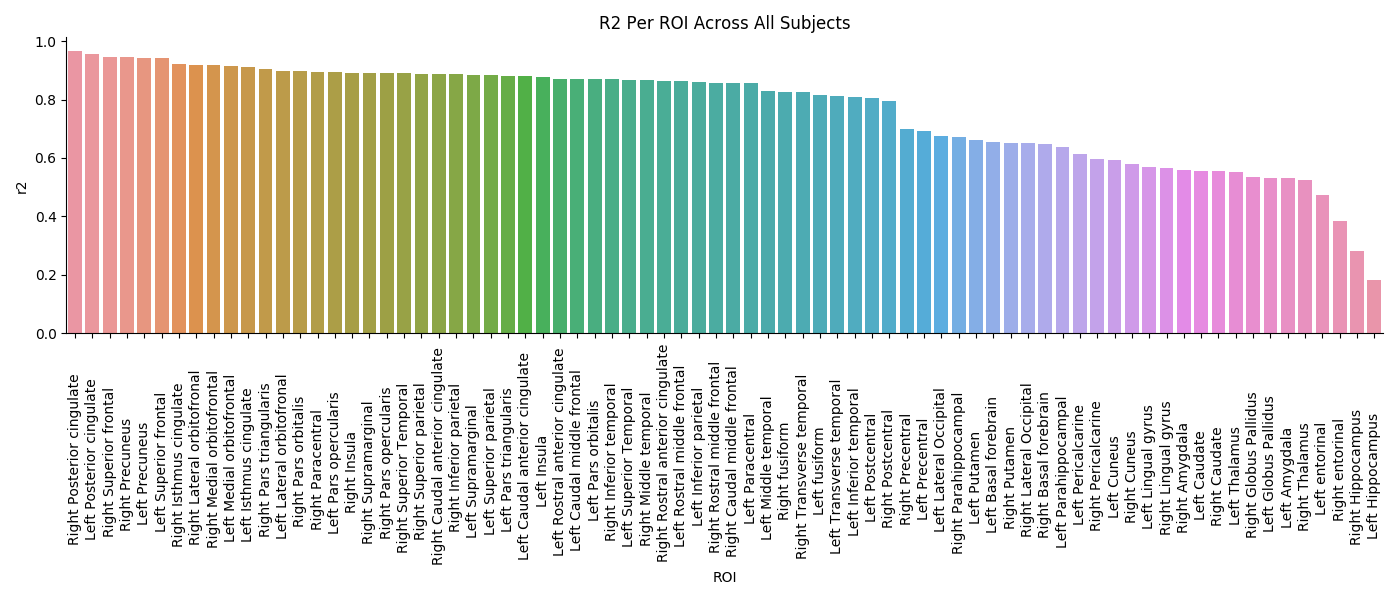 R2 Per ROI Across All Subjects
1.0
0.8
0.6
0.4
0.2
0.0
r2
Right Posterior cingulate
Left Posterior cingulate
Right Superior frontal
Right Precuneus
Left Precuneus
Left Superior frontal
Right Isthmus cingulate
Right Lateral orbitofronal
Right Medial orbitofrontal
Left Medial orbitofrontal
Left Isthmus cingulate
Right Pars triangularis
Left Lateral orbitofronal
Right Pars orbitalis
Right Paracentral
Left Pars opercularis
Right Insula
Right Supramarginal
Right Pars opercularis
Right Superior Temporal
Right Superior parietal
Right Caudal anterior cingulate
Right Inferior parietal
Left Supramarginal
Left Superior parietal
Left Pars triangularis
Left Caudal anterior cingulate
Left Insula
Left Rostral anterior cingulate
Left Caudal middle frontal
Left Pars orbitalis
Right Inferior temporal
Left Superior Temporal
Right Middle temporal
Right Rostral anterior cingulate
Left Rostral middle frontal
Left Inferior parietal
Right Rostral middle frontal
Right Caudal middle frontal
Left Paracentral
Left Middle temporal
Right fusiform
Right Transverse temporal
Left fusiform
Left Transverse temporal
Left Inferior temporal
Left Postcentral
Right Postcentral
Right Precentral
Left Precentral
Left Lateral Occipital
Right Parahippocampal
Left Putamen
Left Basal forebrain
Right Putamen
Right Lateral Occipital
Right Basal forebrain
Left Parahippocampal
Left Pericalcarine
Right Pericalcarine
Left Cuneus
Right Cuneus
Left Lingual gyrus
Right Lingual gyrus
Right Amygdala
Left Caudate
Right Caudate
Left Thalamus
Right Globus Pallidus
Left Globus Pallidus
Left Amygdala
Right Thalamus
Left entorinal
Right entorinal
Right Hippocampus
Left Hippocampus
ROI